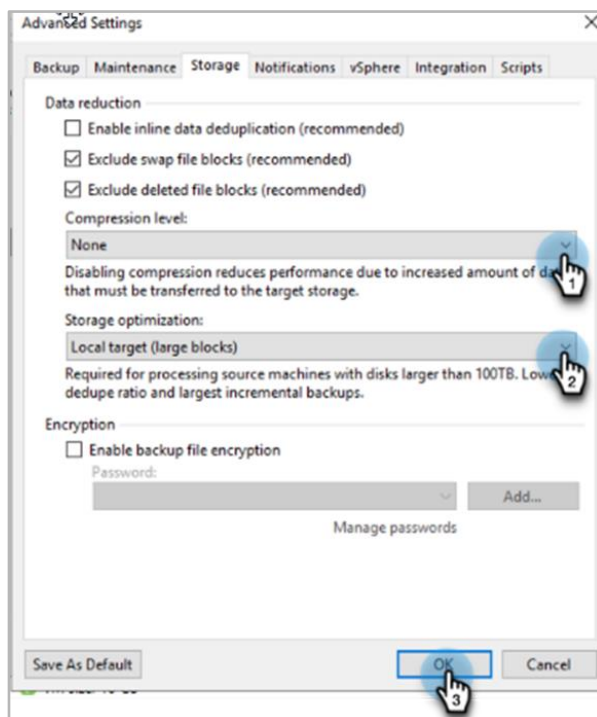 Advanced Settings
Backup Maintenance Storage Notifications vSphere Integration Scripts
Data reduction
Enable inline data deduplication (recommended)
Exclude swap file blocks (recommended)
Exclude deleted file blocks (recommended)
Compression level:
None
1
Disabling compression reduces performance due to increased amount of
that must be transferred to the target storage.
Storage optimization:
Local target (large blocks)
2
Required for processing source machines with disks larger than 100TB.
dedupe ratio and largest incremental backups.
Encryption
Enable backup file encryption
Password:
Add...
Manage passwords
Save As Default OK Cancel
3